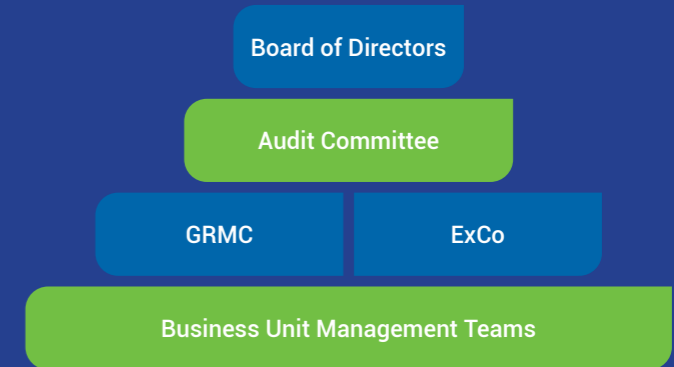 Board of Directors
Audit Committee
GRMC
ExCo
Business Unit Management Teams